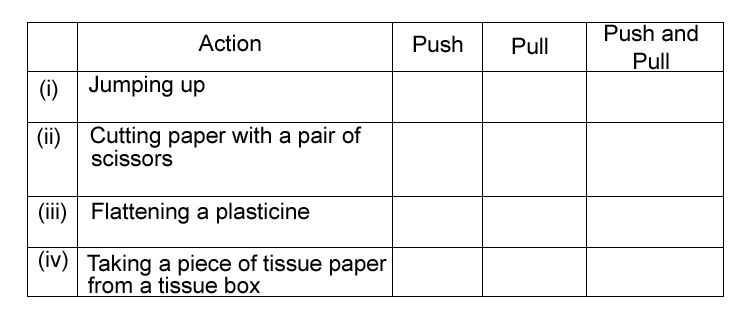 Action Push Pull Push and
Pull
(i) Jumping up
(ii) Cutting paper with a pair of
scissors
(iii) Flattening a plasticine
(iv) Taking a piece of tissue paper
from a tissue box